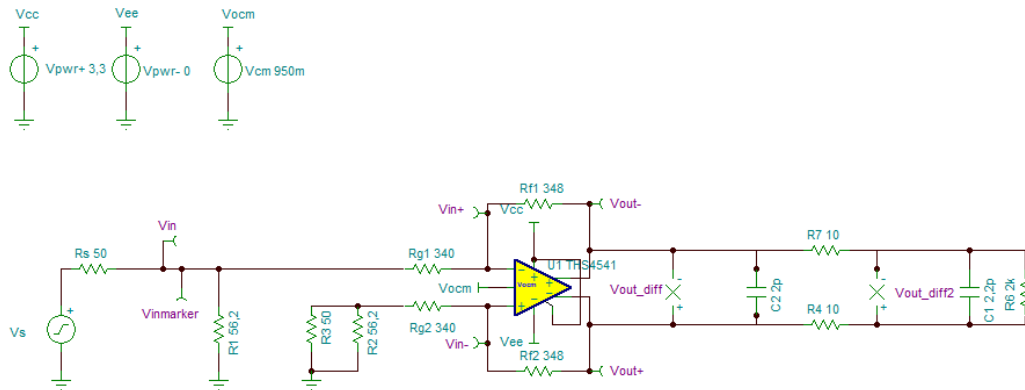 Vcc
Vee
Vocm
Vpwr+ 3,3
Vpwr- 0
Vcm 950m
Rf1 348
Vin+
Vcc
Vout-
Vin
Rs 50
Rg1 340
U1 THS4541
R7 10
Vocm
Vocm
Vout_diff
C2 2p
Vout_diff2
C1 2,2p
R6 2k
Vinmarker
Rg2 340
R4 10
Vs
R1 56,2
R3 50
R2 56,2
Vin-
Vee
Rf2 348
Vout+